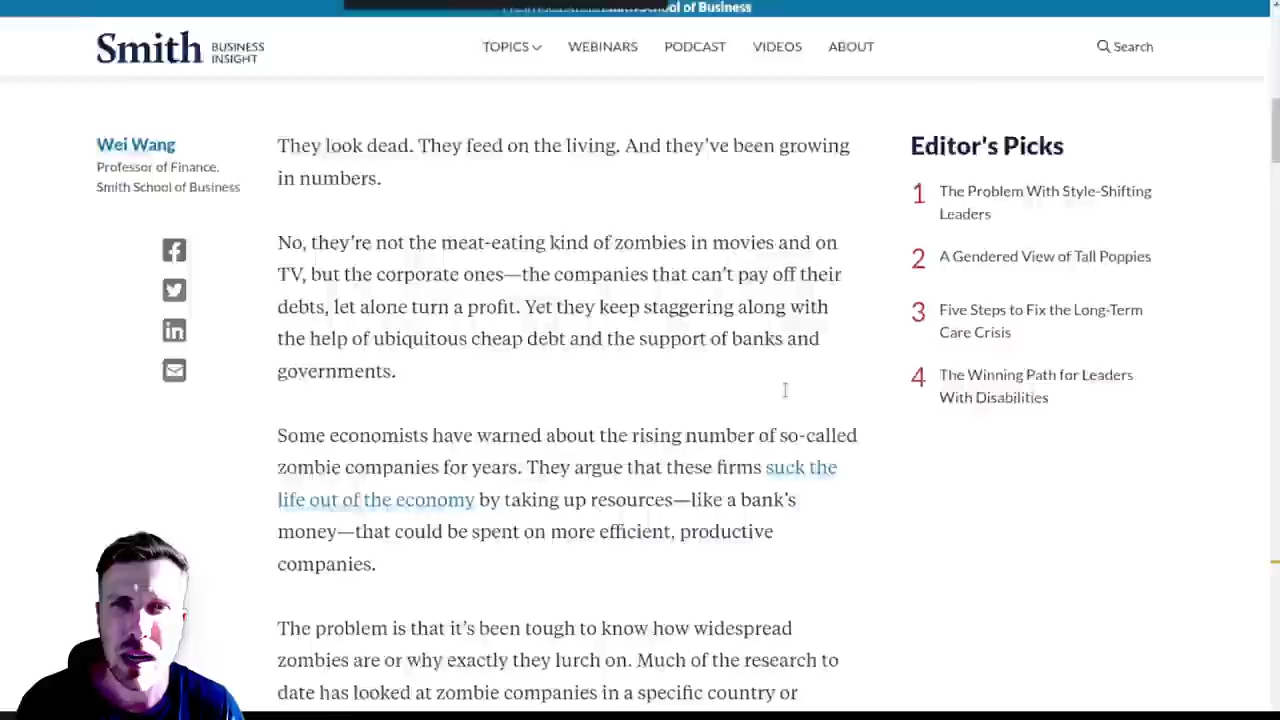 Smith School of Business
Smith BUSINESS INSIGHT
TOPICS WEBINARS PODCAST VIDEOS ABOUT Search
Wei Wang
Professor of Finance,
Smith School of Business
They look dead. They feed on the living. And they've been growing
in numbers.
No, they're not the meat-eating kind of zombies in movies and on
TV, but the corporate ones—the companies that can't pay off their
debts, let alone turn a profit. Yet they keep staggering along with
the help of ubiquitous cheap debt and the support of banks and
governments.
Some economists have warned about the rising number of so-called
zombie companies for years. They argue that these firms suck the
life out of the economy by taking up resources—like a bank's
money—that could be spent on more efficient, productive
companies.
The problem is that it's been tough to know how widespread
zombies are or why exactly they lurch on. Much of the research to
date has looked at zombie companies in a specific country or
Editor's Picks
1 The Problem With Style-Shifting
Leaders
2 A Gendered View of Tall Poppies
3 Five Steps to Fix the Long-Term
Care Crisis
4 The Winning Path for Leaders
With Disabilities